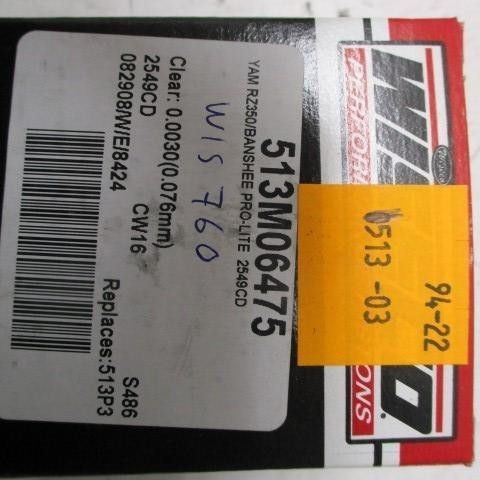 513M06475
YAM RZ350/BANSHEE PRO-LITE 2549CD
WIS 760
Clear: 0.0030(0.076mm)
2549CD
S486
082908/W/E/8424 CW16 Replaces:513P3
94-22
513 -03